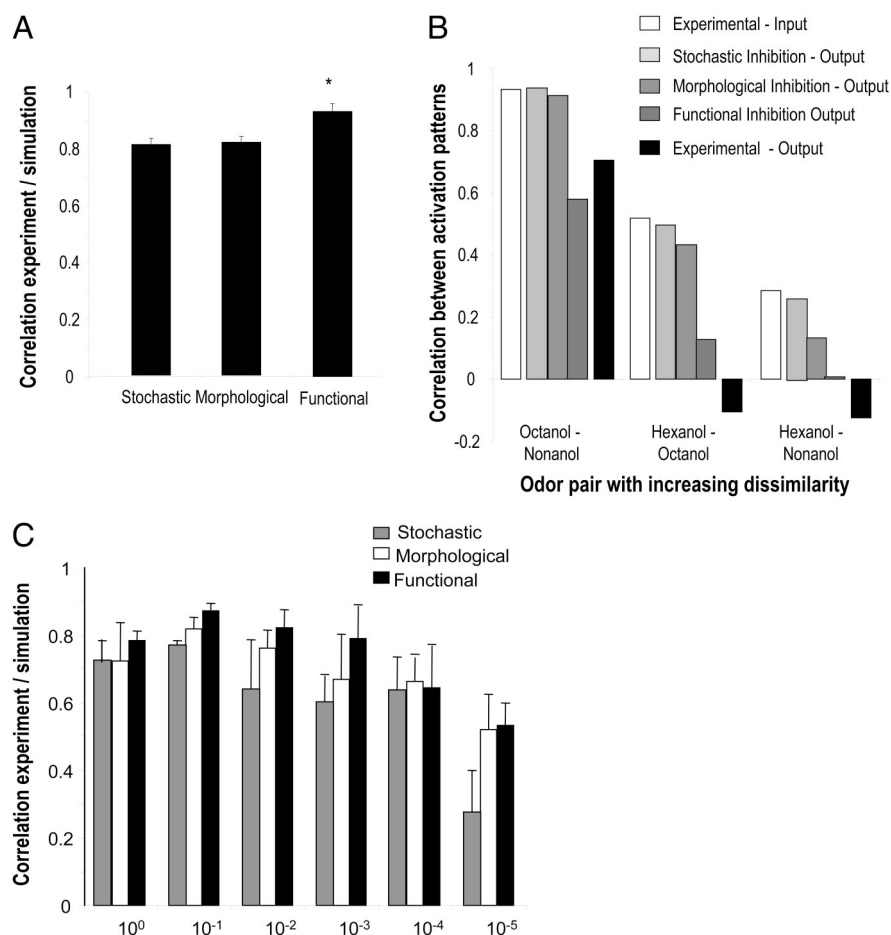 A
Correlation experiment / simulation
*
1
0.8
0.6
0.4
0.2
0
Stochastic Morphological Functional
B
Correlation between activation patterns
Experimental - Input
Stochastic Inhibition - Output
Morphological Inhibition - Output
Functional Inhibition Output
Experimental - Output
1
0.8
0.6
0.4
0.2
0
-0.2
Octanol -
Nonanol
Hexanol -
Octanol
Hexanol -
Nonanol
Odor pair with increasing dissimilarity
C
Correlation experiment / simulation
Stochastic
Morphological
Functional
1
0.8
0.6
0.4
0.2
0
10⁰ 10⁻¹ 10⁻² 10⁻³ 10⁻⁴ 10⁻⁵